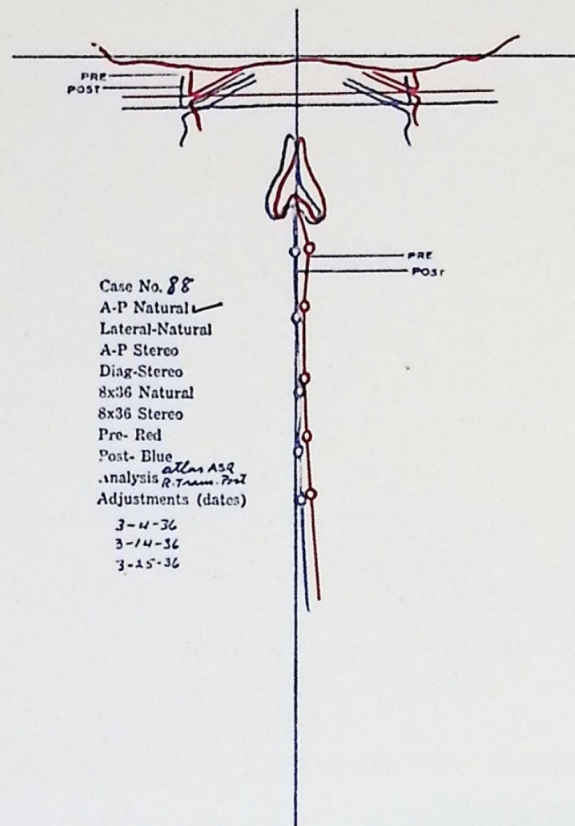 PRE
POST
PRE
POST
Case No. 88
A-P Natural
Lateral-Natural
A-P Stereo
Diag-Stereo
8x36 Natural
8x36 Stereo
Pre- Red
Post- Blue
Analysis atlas ASR
R. Tran. Post
Adjustments (dates)
3-4-36
3-14-36
3-25-36